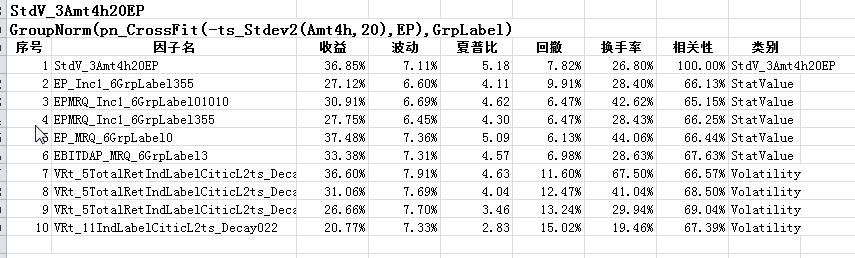 StdV_3Amt4h20EP
GroupNorm(pn_CrossFit(-ts_Stdev2(Amt4h,20),EP),GrpLabel)
序号 因子名 收益 波动 夏普比 回撤 换手率 相关性 类别
1 StdV_3Amt4h20EP 36.85% 7.11% 5.18 7.82% 26.80% 100.00% StdV_3Amt4h20EP
2 EP_Inc1_6GrpLabel355 27.12% 6.60% 4.11 9.91% 28.40% 66.13% StatValue
3 EPMRQ_Inc1_6GrpLabel01010 30.91% 6.69% 4.62 6.47% 42.62% 65.15% StatValue
4 EPMRQ_Inc1_6GrpLabel355 27.75% 6.45% 4.30 6.47% 28.43% 66.25% StatValue
5 EP_MRQ_6GrpLabel0 37.48% 7.36% 5.09 6.13% 44.06% 66.44% StatValue
6 EBITDAP_MRQ_6GrpLabel3 33.38% 7.31% 4.57 6.98% 28.63% 67.63% StatValue
7 VRt_5TotalRetIndLabelCiticL2ts_Deca 36.60% 7.91% 4.63 11.60% 67.50% 66.57% Volatility
8 VRt_5TotalRetIndLabelCiticL2ts_Deca 31.06% 7.69% 4.04 12.47% 41.04% 68.50% Volatility
9 VRt_5TotalRetIndLabelCiticL2ts_Deca 26.66% 7.70% 3.46 13.24% 29.94% 69.04% Volatility
10 VRt_11IndLabelCiticL2ts_Decay022 20.77% 7.33% 2.83 15.02% 19.46% 67.39% Volatility